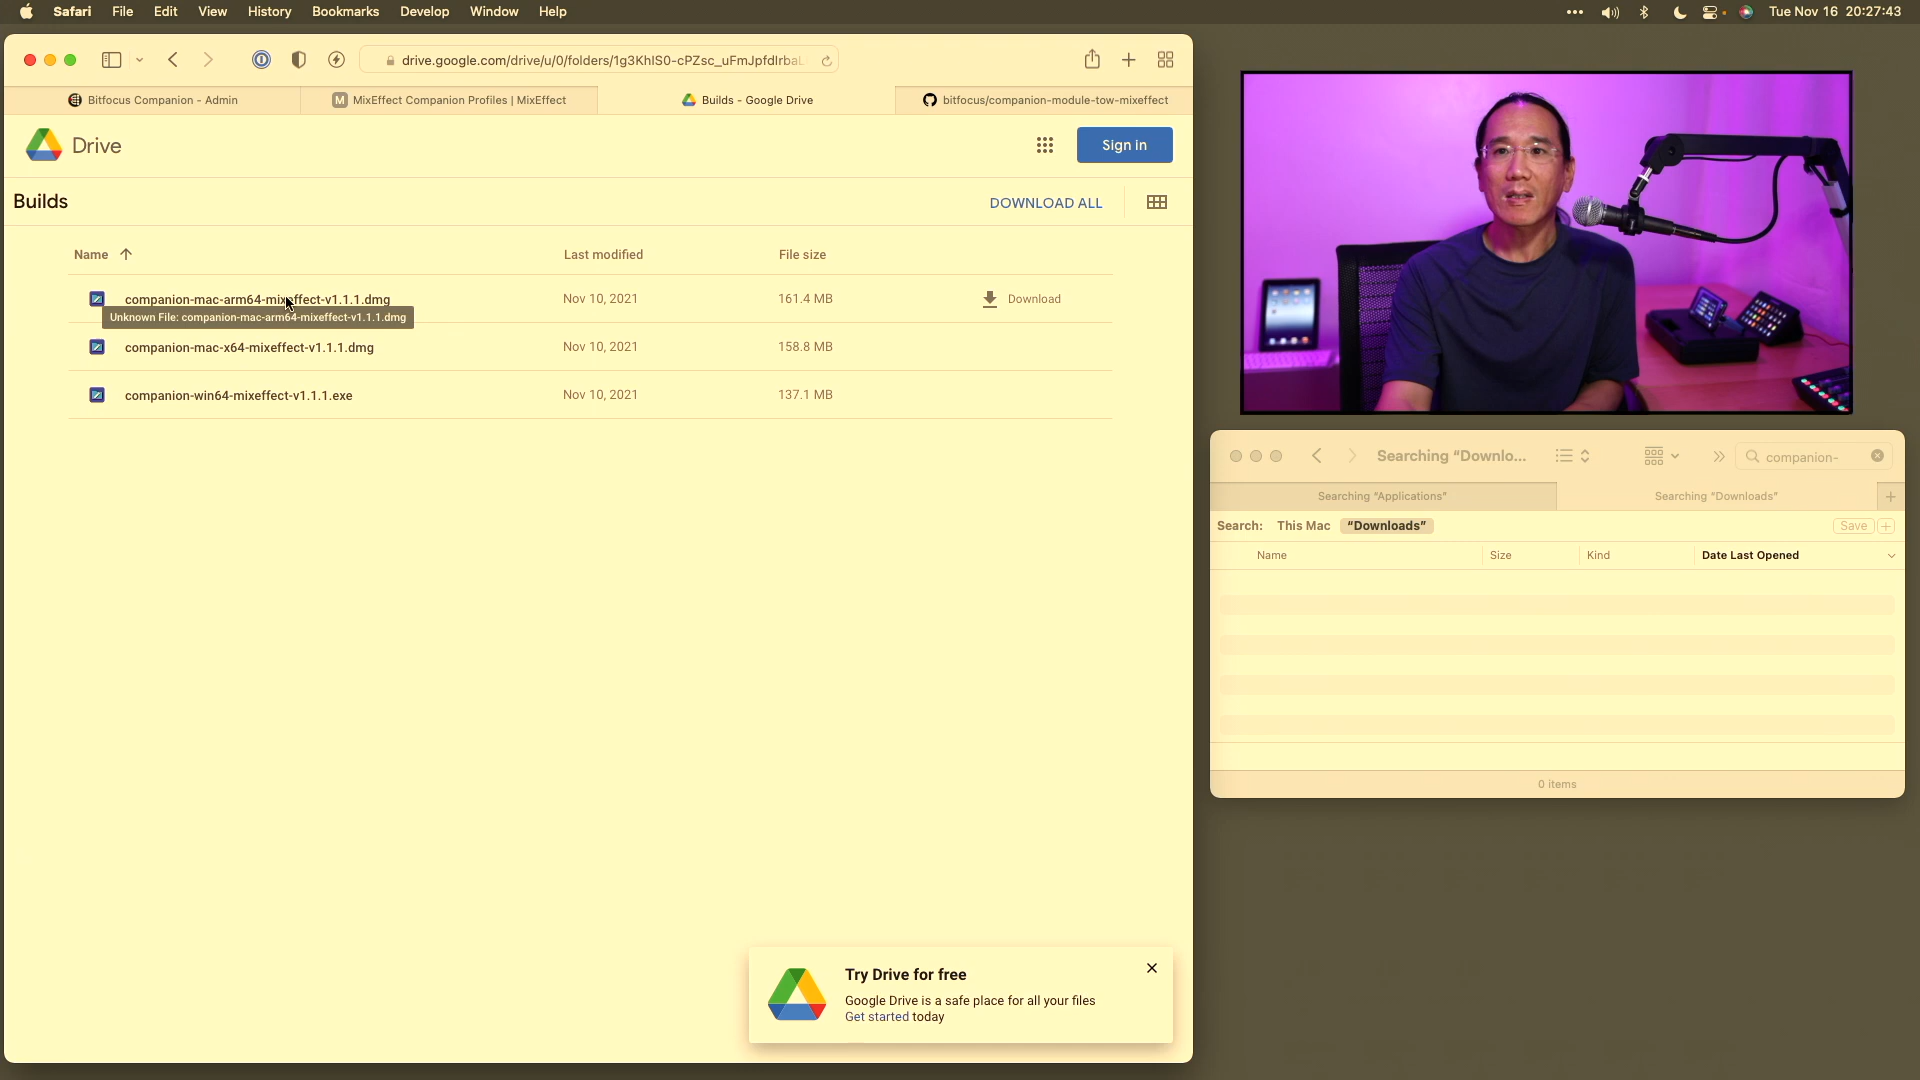 Safari File Edit View History Bookmarks Develop Window Help
Tue Nov 16 20:27:43
drive.google.com/drive/u/0/folders/1g3KhIS0-cPZsc_uFmJpfdIrbaL
Bitfocus Companion - Admin
MixEffect Companion Profiles | MixEffect
Builds - Google Drive
bitfocus/companion-module-tow-mixeffect
Drive
Sign in
Builds
DOWNLOAD ALL
Name
Last modified
File size
companion-mac-arm64-mixeffect-v1.1.1.dmg
Nov 10, 2021
161.4 MB
Download
Unknown File: companion-mac-arm64-mixeffect-v1.1.1.dmg
companion-mac-x64-mixeffect-v1.1.1.dmg
Nov 10, 2021
158.8 MB
companion-win64-mixeffect-v1.1.1.exe
Nov 10, 2021
137.1 MB
Try Drive for free
Google Drive is a safe place for all your files
Get started today
Searching “Downlo...
companion-
Searching “Applications”
Searching “Downloads”
Search: This Mac “Downloads”
Save
Name
Size
Kind
Date Last Opened
0 items